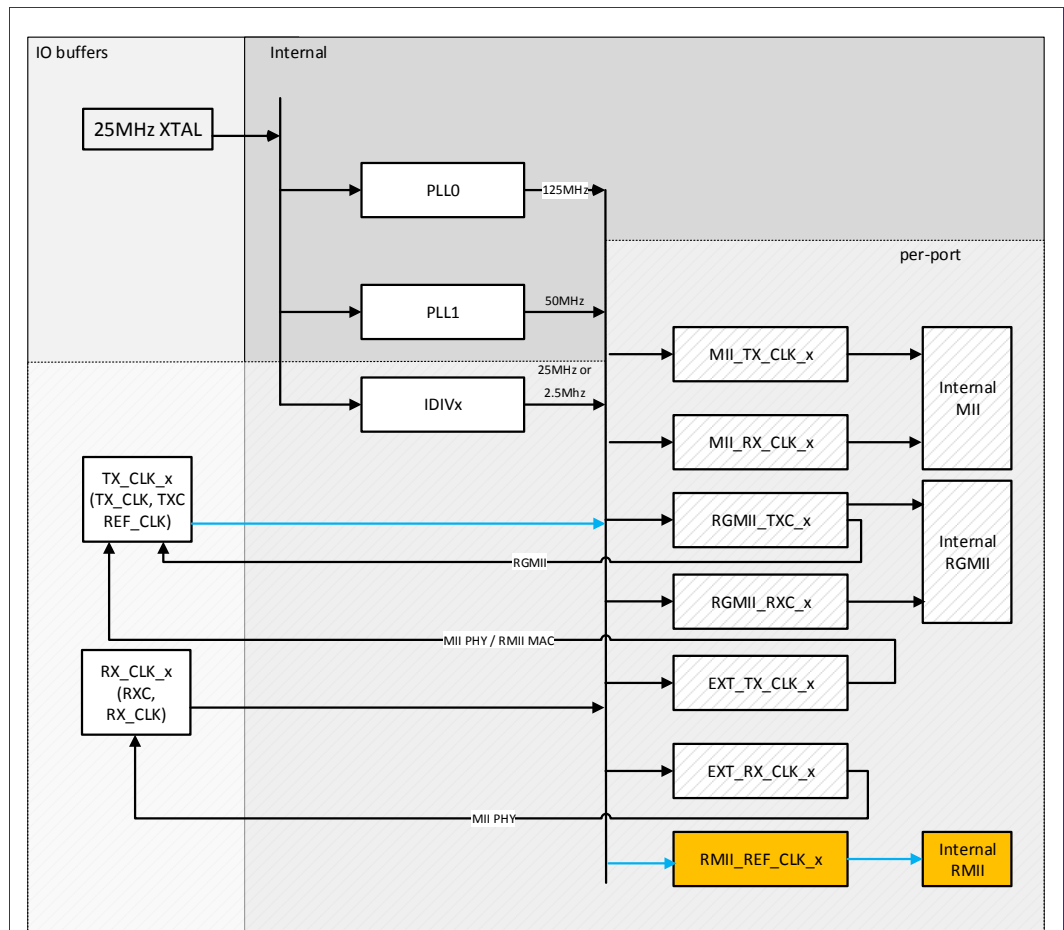 IO buffers
Internal
25MHz XTAL
PLL0
125MHz
per-port
PLL1
50MHz
MII_TX_CLK_x
Internal
MII
25MHz or
2.5Mhz
IDIVx
MII_RX_CLK_x
TX_CLK_x
(TX_CLK, TXC
REF_CLK)
RGMII_TXC_x
Internal
RGMII
RGMII
RGMII_RXC_x
MII PHY / RMII MAC
RX_CLK_x
(RXC,
RX_CLK)
EXT_TX_CLK_x
EXT_RX_CLK_x
MII PHY
RMII_REF_CLK_x
Internal
RMII